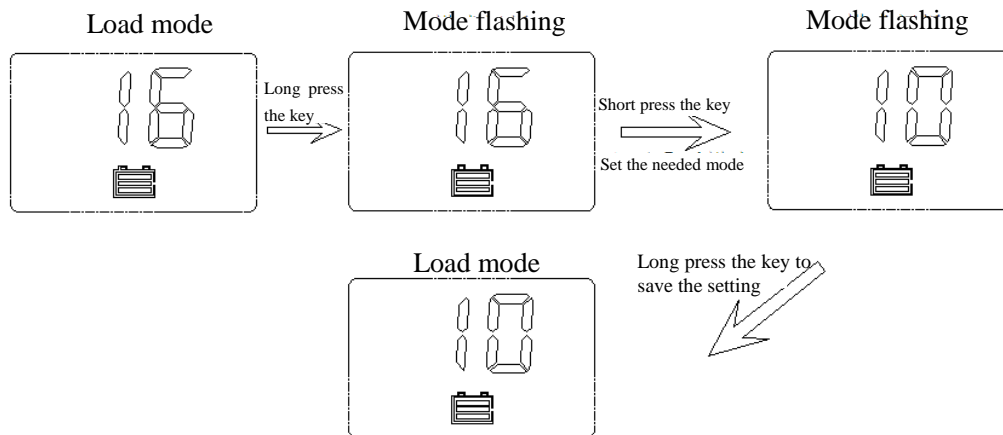 Load mode
Mode flashing
Mode flashing
16
Long press
the key
16
Short press the key
Set the needed mode
10
Load mode
Long press the key to
save the setting
10